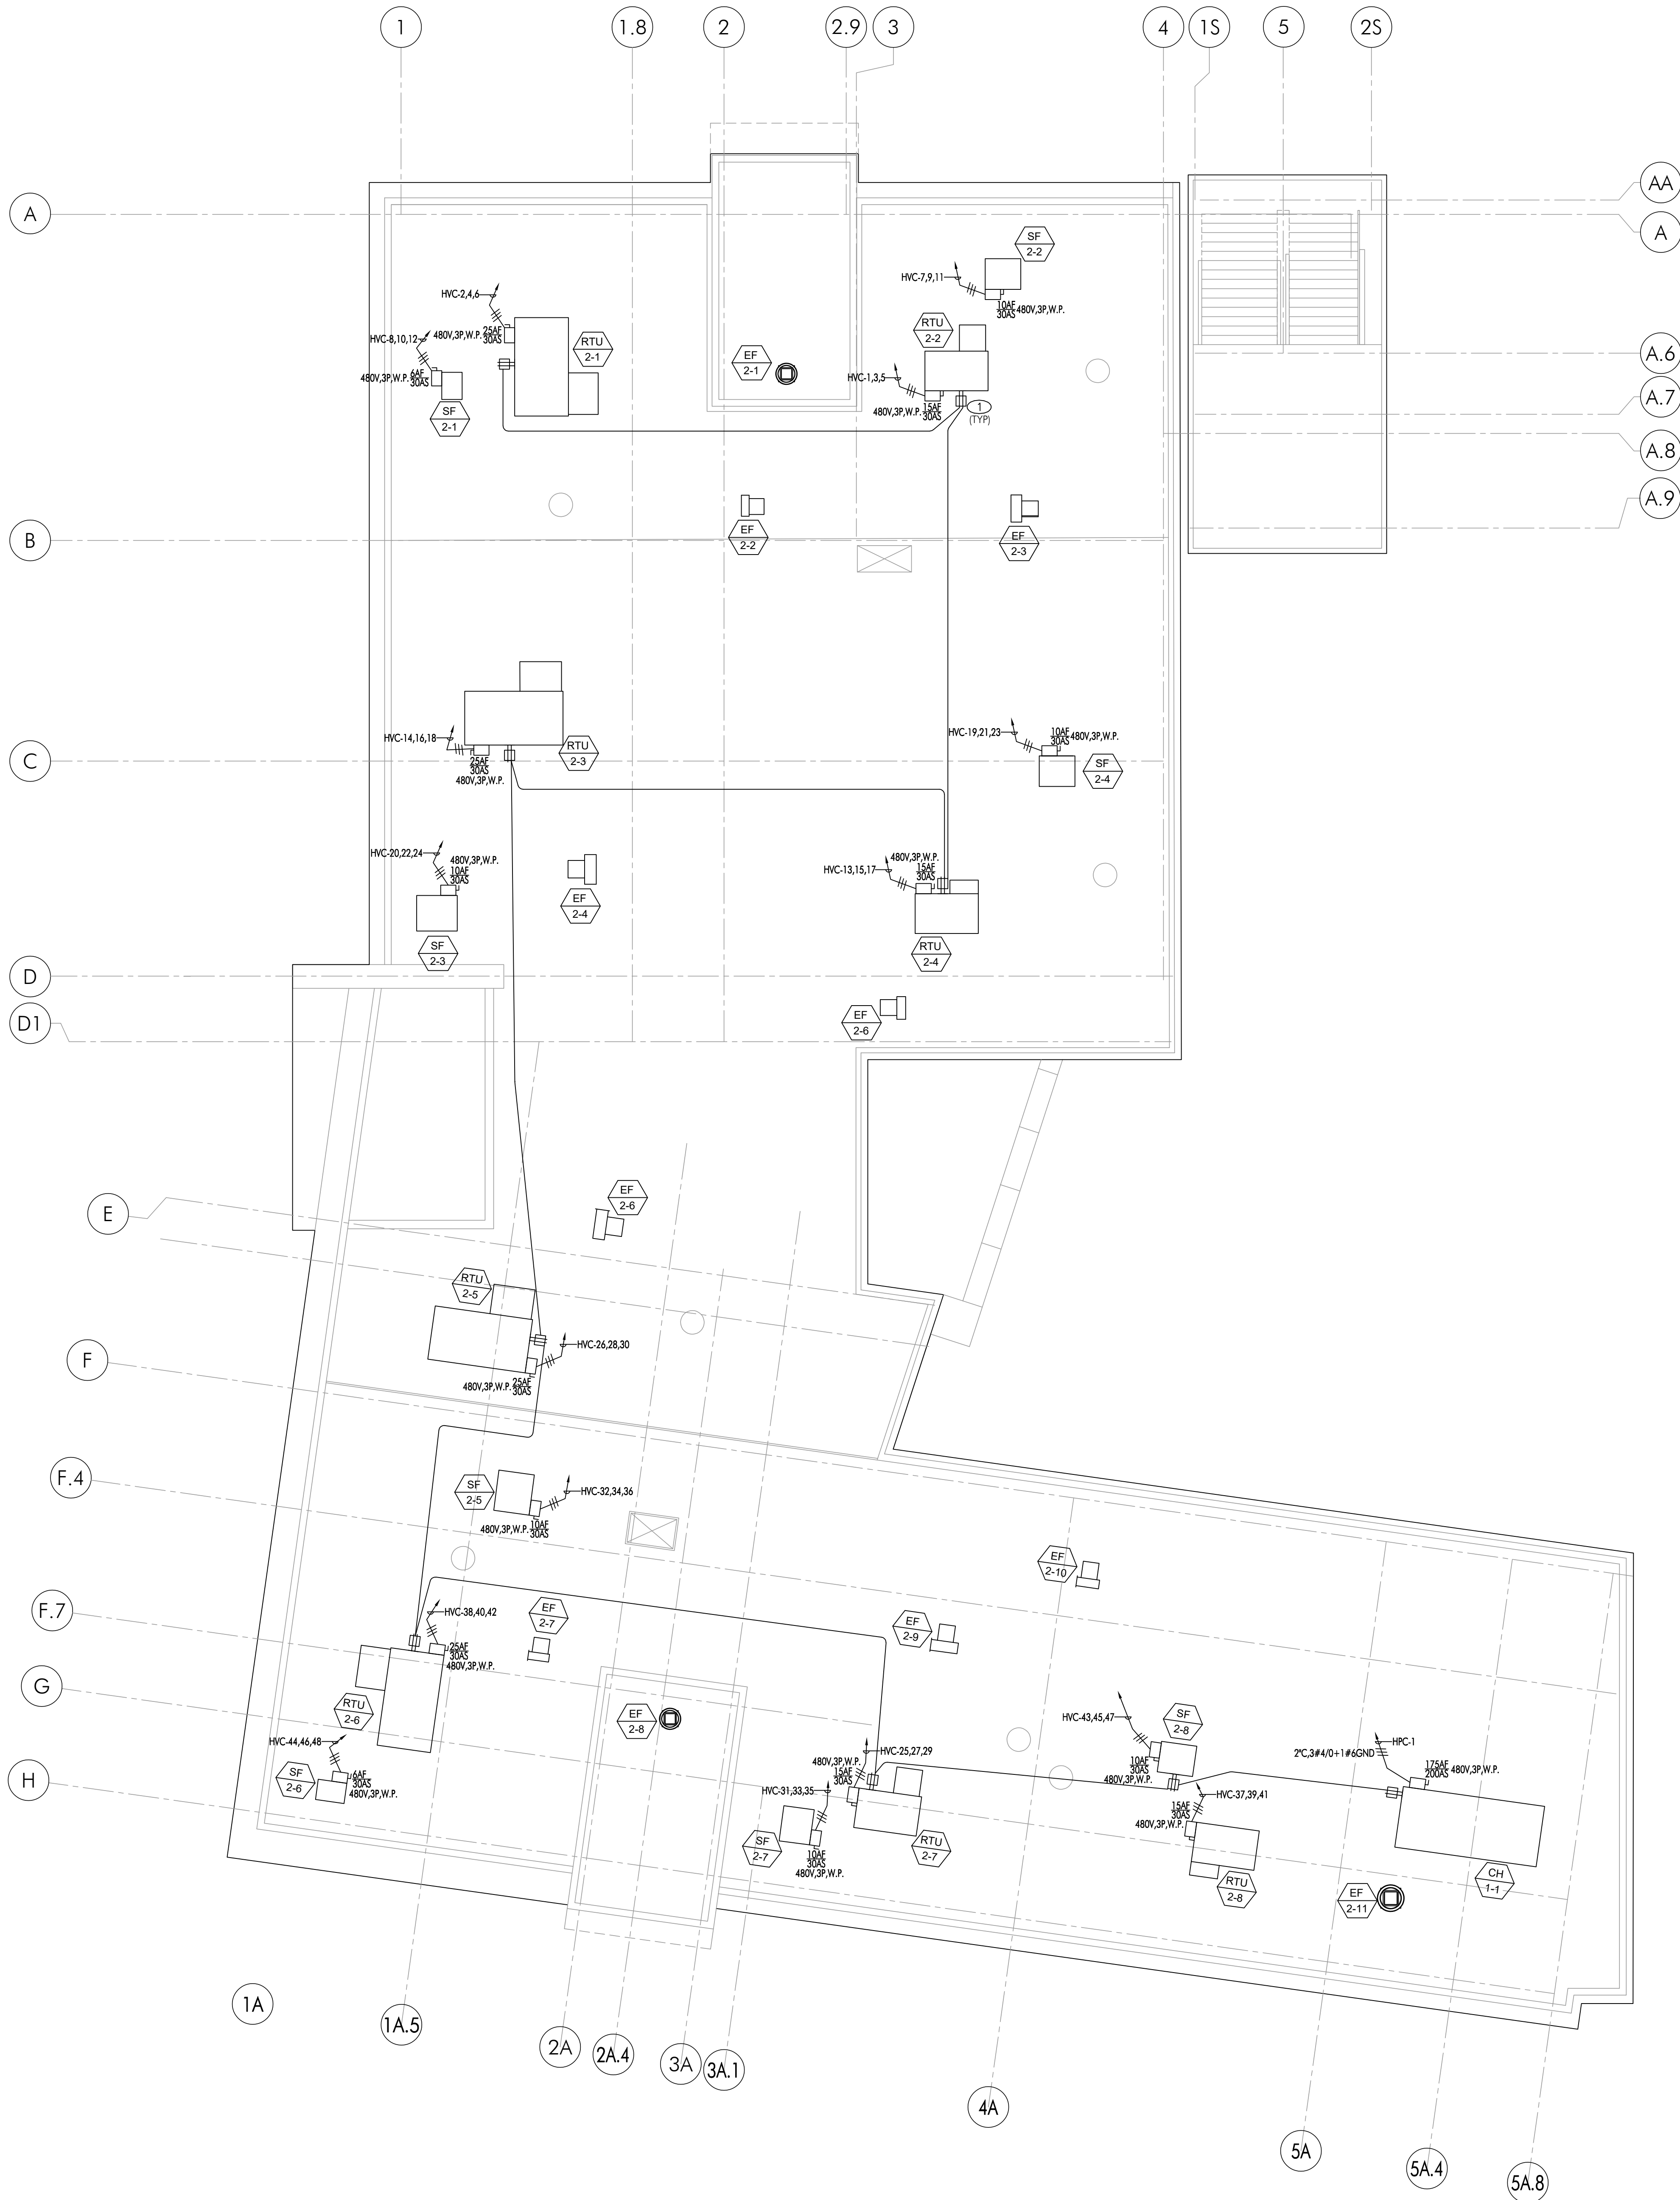 1
1.8
2
2.9
3
4
1S
5
2S
AA
A
A
SF
2-2
HVC-7,9,11
10AF
30AS
480V,3P,W.P.
HVC-2,4,6
25AF
30AS
480V,3P,W.P.
RTU
2-1
HVC-8,10,12
480V,3P,W.P.
6AF
30AS
SF
2-1
EF
2-1
RTU
2-2
HVC-1,3,5
480V,3P,W.P.
15AF
30AS
1
(TYP)
A.6
A.7
A.8
A.9
B
EF
2-2
EF
2-3
HVC-14,16,18
25AF
30AS
480V,3P,W.P.
RTU
2-3
C
HVC-19,21,23
10AF
30AS
480V,3P,W.P.
SF
2-4
HVC-20,22,24
480V,3P,W.P.
10AF
30AS
SF
2-3
EF
2-4
HVC-13,15,17
480V,3P,W.P.
15AF
30AS
RTU
2-4
D
D1
EF
2-6
E
EF
2-6
RTU
2-5
HVC-26,28,30
480V,3P,W.P.
25AF
30AS
F
F.4
SF
2-5
HVC-32,34,36
480V,3P,W.P.
10AF
30AS
EF
2-10
F.7
HVC-38,40,42
25AF
30AS
480V,3P,W.P.
EF
2-7
EF
2-9
G
RTU
2-6
EF
2-8
HVC-43,45,47
SF
2-8
10AF
30AS
480V,3P,W.P.
HVC-44,46,48
6AF
30AS
480V,3P,W.P.
SF
2-6
H
HVC-25,27,29
480V,3P,W.P.
15AF
30AS
HVC-31,33,35
SF
2-7
10AF
30AS
480V,3P,W.P.
RTU
2-7
HPC-1
2"C,3#4/0+1#6GND
175AF
200AS
480V,3P,W.P.
HVC-37,39,41
15AF
30AS
480V,3P,W.P.
RTU
2-8
CH
1-1
EF
2-11
1A
1A.5
2A
2A.4
3A
3A.1
4A
5A
5A.4
5A.8